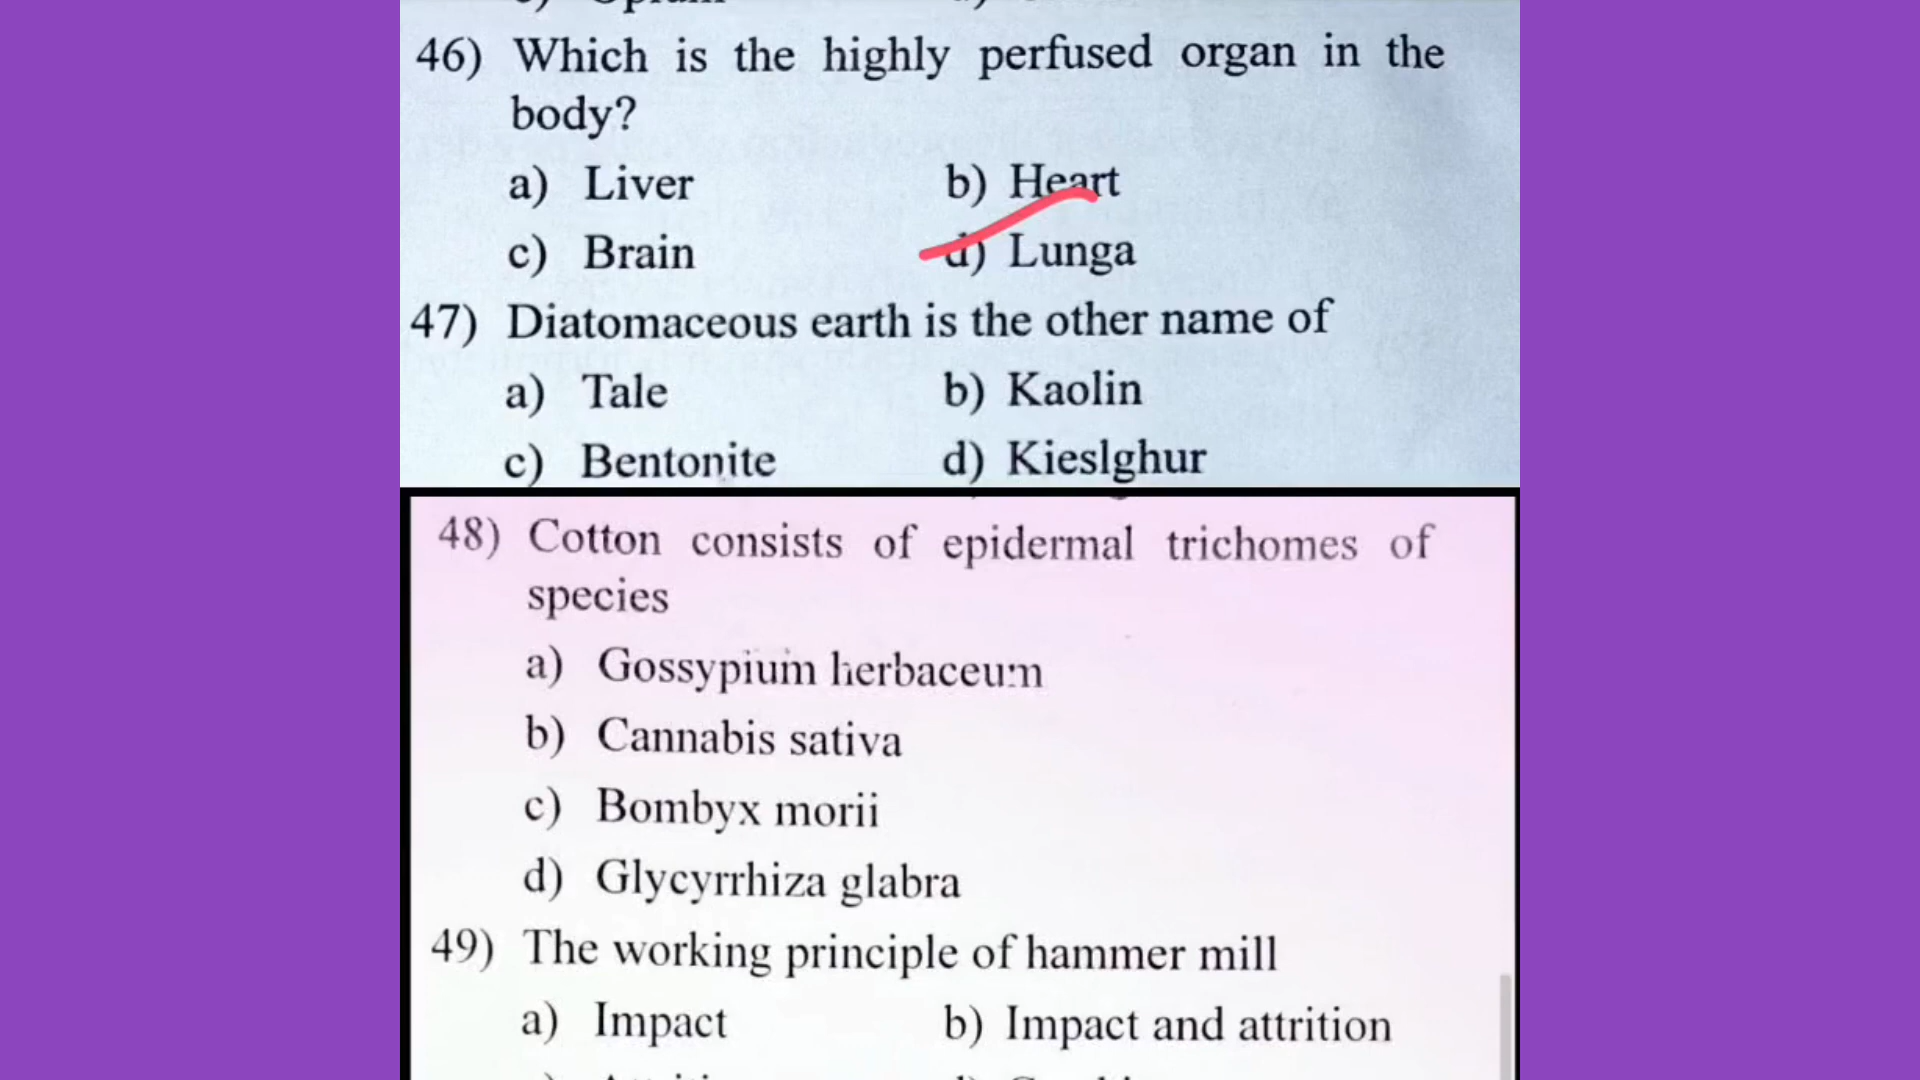 46) Which is the highly perfused organ in the
body?
a) Liver b) Heart
c) Brain d) Lunga
47) Diatomaceous earth is the other name of
a) Tale b) Kaolin
c) Bentonite d) Kieslghur
48) Cotton consists of epidermal trichomes of
species
a) Gossypium herbaceum
b) Cannabis sativa
c) Bombyx morii
d) Glycyrrhiza glabra
49) The working principle of hammer mill
a) Impact b) Impact and attrition